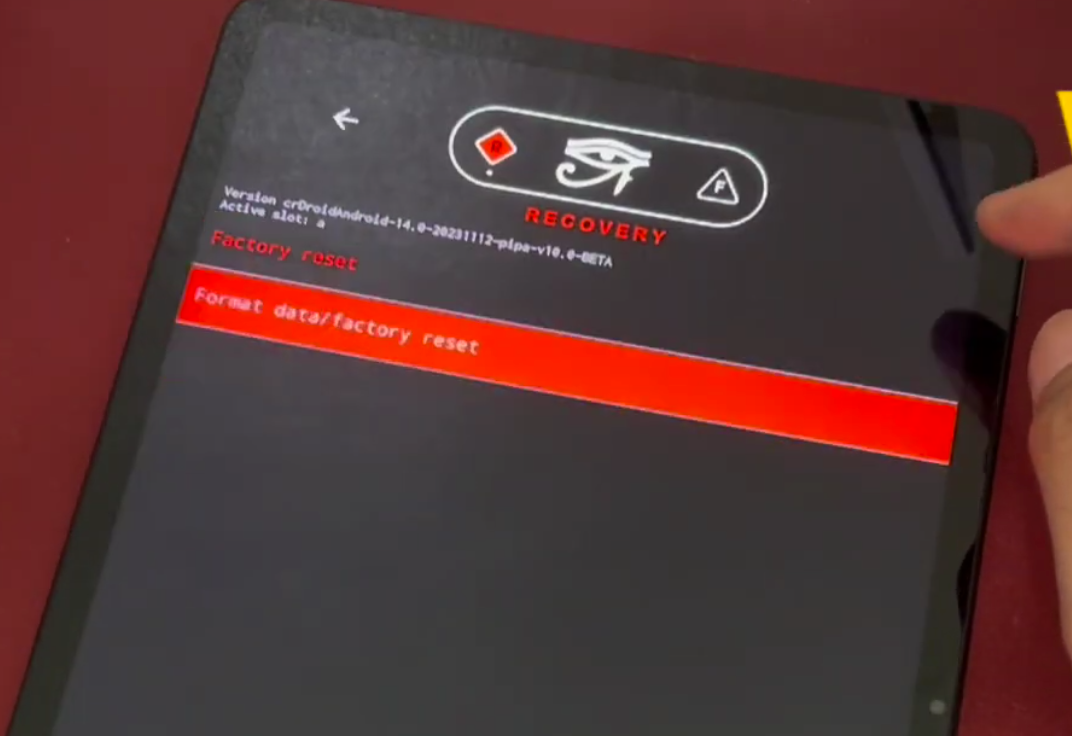 R
F
RECOVERY
Version crDroidAndroid-14.0-20231112-pipa-v10.0-BETA
Active slot: a
Factory reset
Format data/factory reset